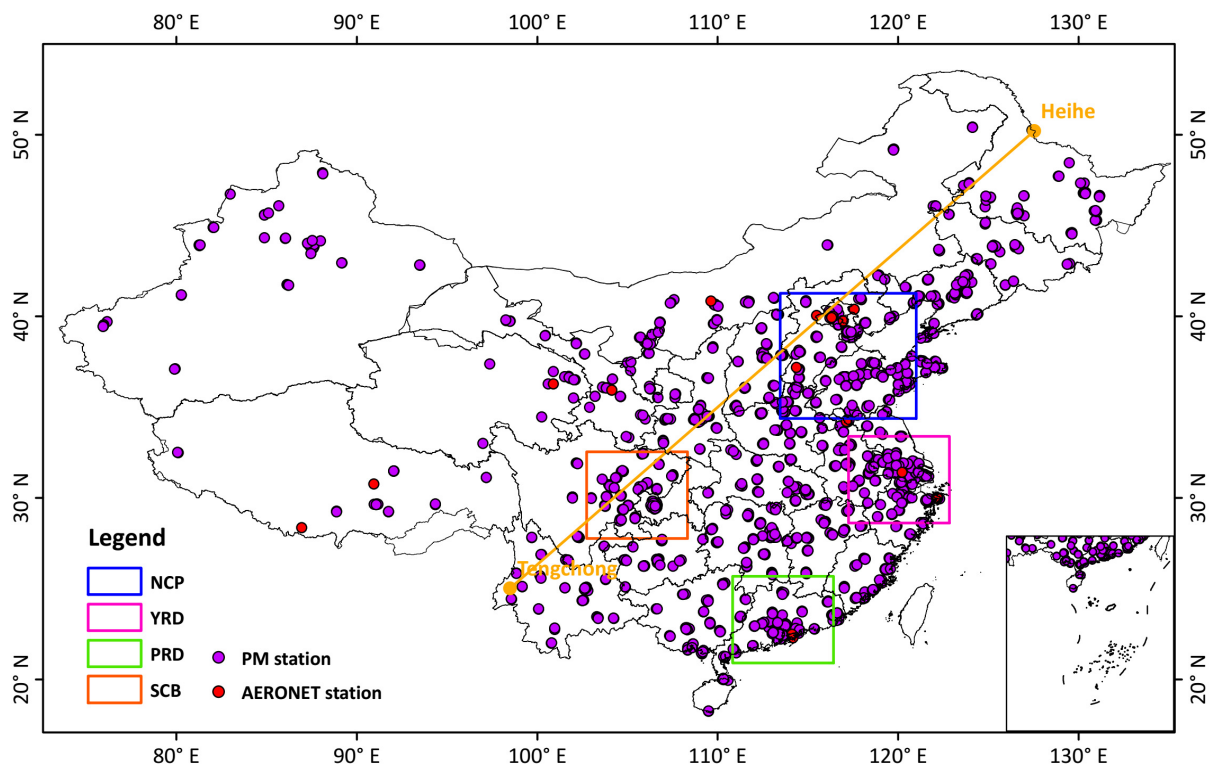 80° E 90° E 100° E 110° E 120° E 130° E
50° N 50° N
Heihe
40° N 40° N
30° N 30° N
Tengchong
Legend
NCP
YRD
PRD
SCB
PM station
AERONET station
20° N 20° N
80° E 90° E 100° E 110° E 120° E 130° E